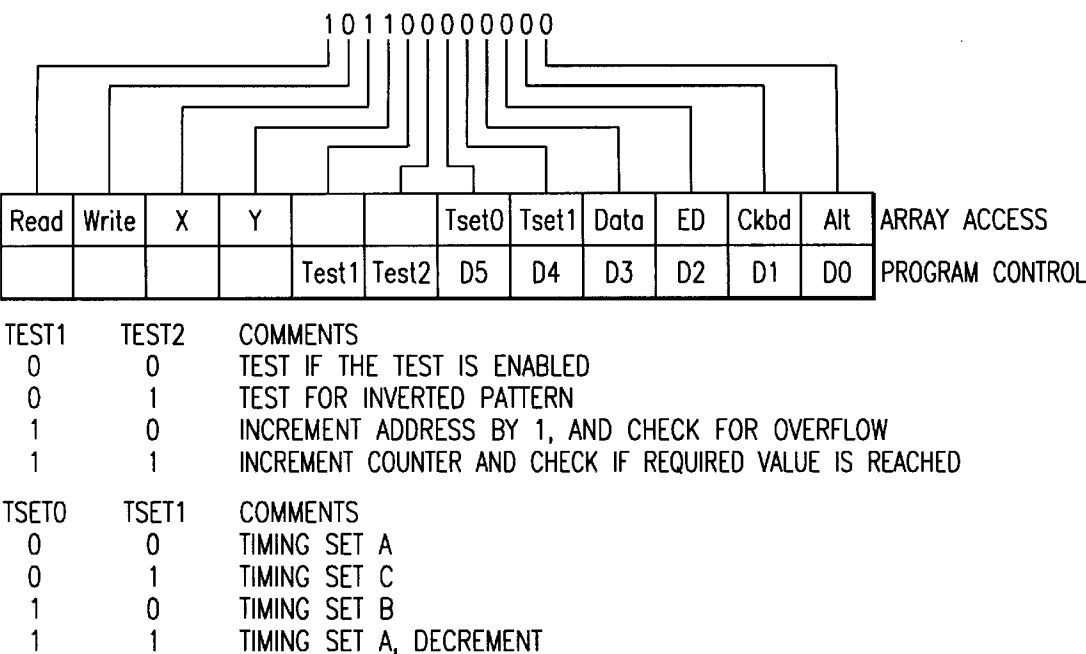 101100000000
Read Write X Y Tset0 Tset1 Data ED Ckbd Alt ARRAY ACCESS
Test1 Test2 D5 D4 D3 D2 D1 D0 PROGRAM CONTROL
TEST1 TEST2 COMMENTS
0 0 TEST IF THE TEST IS ENABLED
0 1 TEST FOR INVERTED PATTERN
1 0 INCREMENT ADDRESS BY 1, AND CHECK FOR OVERFLOW
1 1 INCREMENT COUNTER AND CHECK IF REQUIRED VALUE IS REACHED
TSET0 TSET1 COMMENTS
0 0 TIMING SET A
0 1 TIMING SET C
1 0 TIMING SET B
1 1 TIMING SET A, DECREMENT